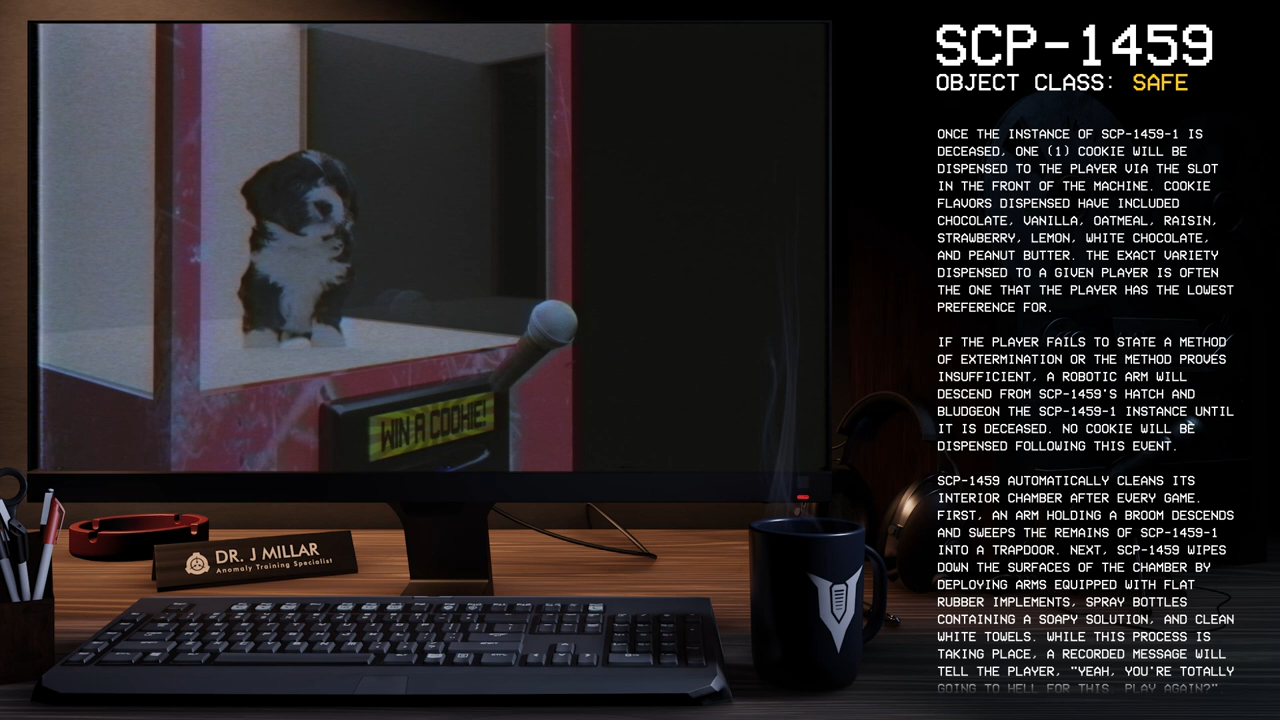 SCP-1459
OBJECT CLASS: SAFE
ONCE THE INSTANCE OF SCP-1459-1 IS
DECEASED, ONE (1) COOKIE WILL BE
DISPENSED TO THE PLAYER VIA THE SLOT
IN THE FRONT OF THE MACHINE. COOKIE
FLAVORS DISPENSED HAVE INCLUDED
CHOCOLATE, VANILLA, OATMEAL, RAISIN,
STRAWBERRY, LEMON, WHITE CHOCOLATE,
AND PEANUT BUTTER. THE EXACT VARIETY
DISPENSED TO A GIVEN PLAYER IS OFTEN
THE ONE THAT THE PLAYER HAS THE LOWEST
PREFERENCE FOR.
IF THE PLAYER FAILS TO STATE A METHOD
OF EXTERMINATION OR THE METHOD PROVES
INSUFFICIENT, A ROBOTIC ARM WILL
DESCEND FROM SCP-1459'S HATCH AND
BLUDGEON THE SCP-1459-1 INSTANCE UNTIL
IT IS DECEASED. NO COOKIE WILL BE
DISPENSED FOLLOWING THIS EVENT.
SCP-1459 AUTOMATICALLY CLEANS ITS
INTERIOR CHAMBER AFTER EVERY GAME.
FIRST, AN ARM HOLDING A BROOM DESCENDS
AND SWEEPS THE REMAINS OF SCP-1459-1
INTO A TRAPDOOR. NEXT, SCP-1459 WIPES
DOWN THE SURFACES OF THE CHAMBER BY
DEPLOYING ARMS EQUIPPED WITH FLAT
RUBBER IMPLEMENTS, SPRAY BOTTLES
CONTAINING A SOAPY SOLUTION, AND CLEAN
WHITE TOWELS. WHILE THIS PROCESS IS
TAKING PLACE, A RECORDED MESSAGE WILL
TELL THE PLAYER, "YEAH, YOU'RE TOTALLY
GOING TO HELL FOR THIS. PLAY AGAIN?"
WIN A COOKIE!
DR. J MILLAR
Anomaly Training Specialist